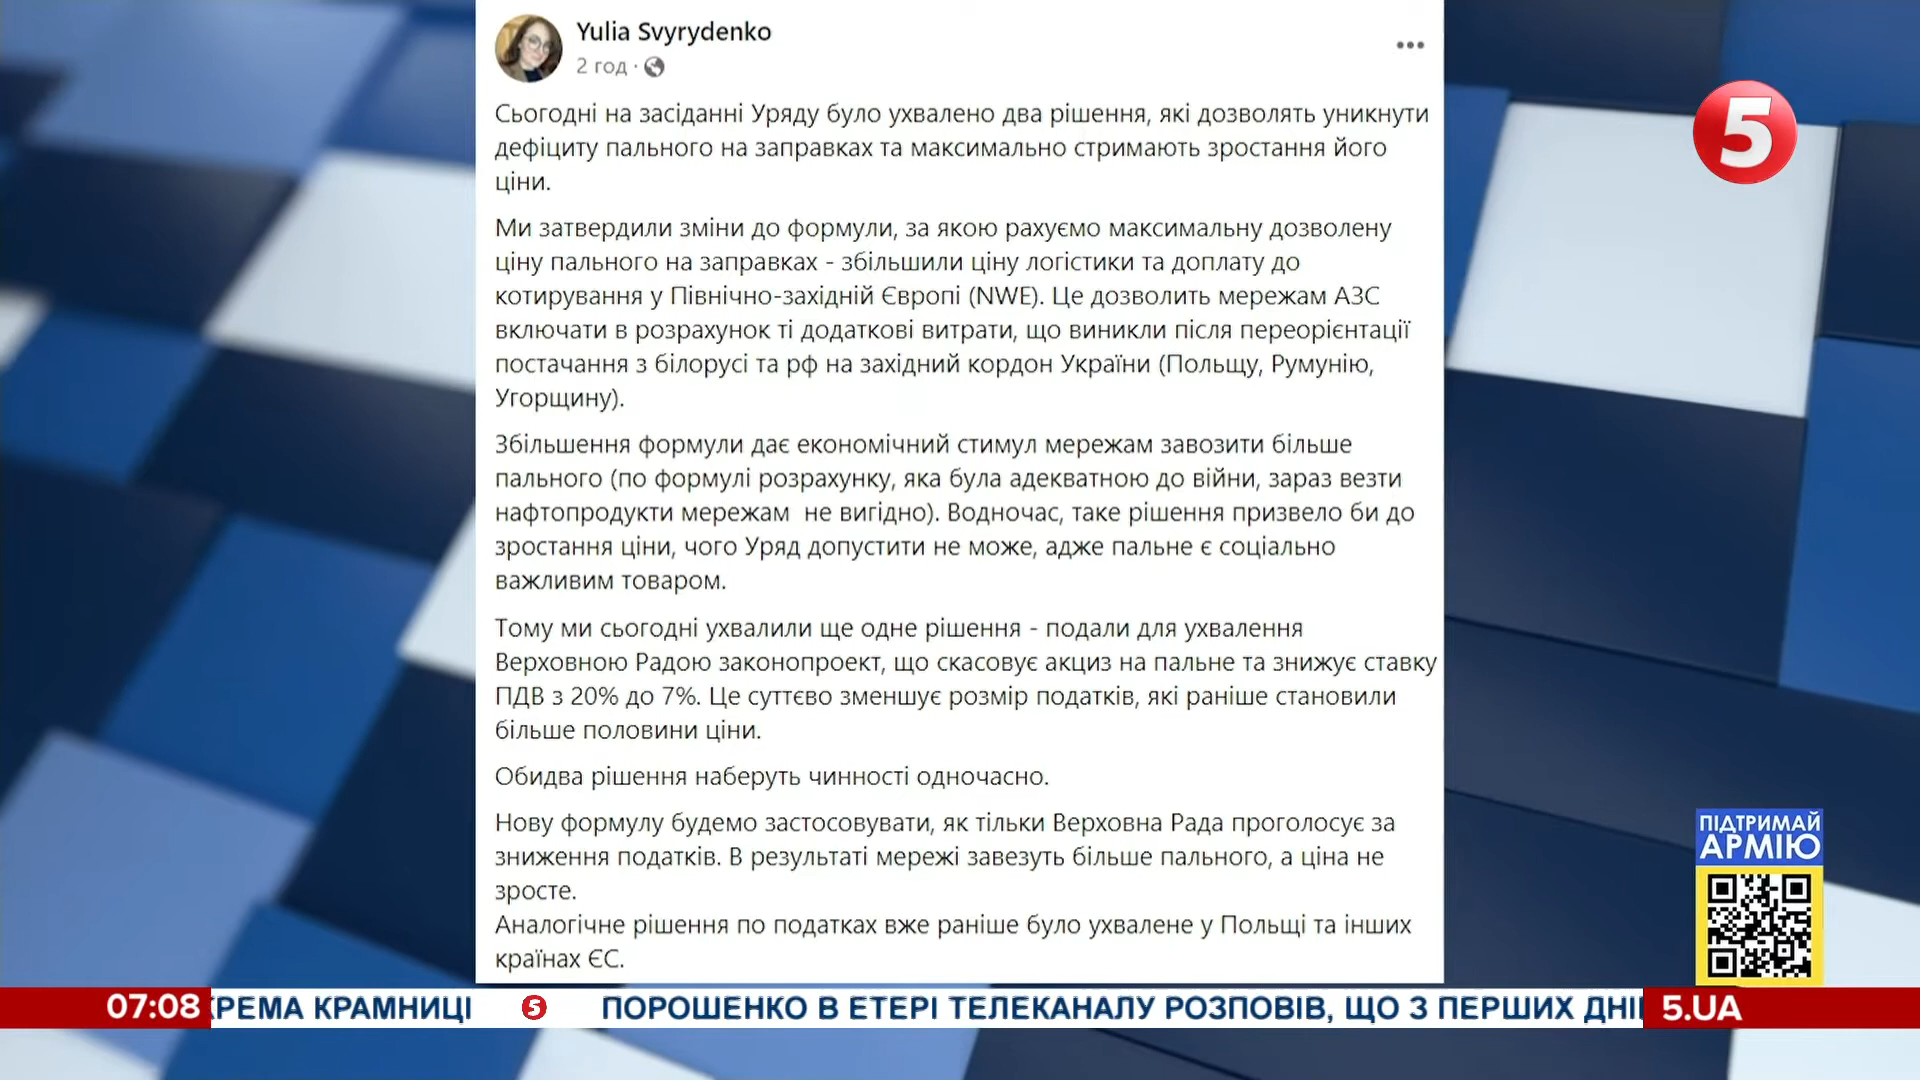 Yulia Svyrydenko
2 год ·
Сьогодні на засіданні Уряду було ухвалено два рішення, які дозволять уникнути
дефіциту пального на заправках та максимально стримають зростання його
ціни.
Ми затвердили зміни до формули, за якою рахуємо максимальну дозволену
ціну пального на заправках - збільшили ціну логістики та доплату до
котирування у Північно-західній Європі (NWE). Це дозволить мережам АЗС
включати в розрахунок ті додаткові витрати, що виникли після переорієнтації
постачання з білорусі та рф на західний кордон України (Польщу, Румунію,
Угорщину).
Збільшення формули дає економічний стимул мережам завозити більше
пального (по формулі розрахунку, яка була адекватною до війни, зараз везти
нафтопродукти мережам не вигідно). Водночас, таке рішення призвело би до
зростання ціни, чого Уряд допустити не може, адже пальне є соціально
важливим товаром.
Тому ми сьогодні ухвалили ще одне рішення - подали для ухвалення
Верховною Радою законопроект, що скасовує акциз на пальне та знижує ставку
ПДВ з 20% до 7%. Це суттєво зменшує розмір податків, які раніше становили
більше половини ціни.
Обидва рішення наберуть чинності одночасно.
Нову формулу будемо застосовувати, як тільки Верховна Рада проголосує за
зниження податків. В результаті мережі завезуть більше пального, а ціна не
зросте.
Аналогічне рішення по податках вже раніше було ухвалене у Польщі та інших
країнах ЄС.
5
ПІДТРИМАЙ
АРМІЮ
07:08 КРЕМА КРАМНИЦІ 5 ПОРОШЕНКО В ЕТЕРІ ТЕЛЕКАНАЛУ РОЗПОВІВ, ЩО З ПЕРШИХ ДНІ 5.UA